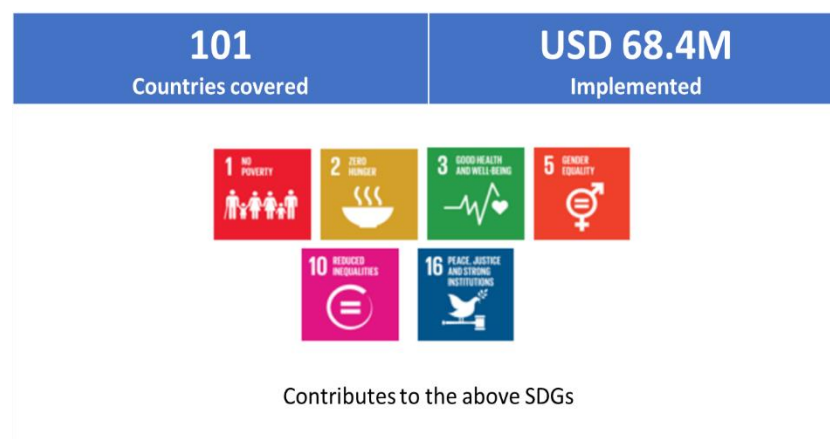 101
Countries covered
USD 68.4M
Implemented
1 NO
POVERTY
2 ZERO
HUNGER
3 GOOD HEALTH
AND WELL-BEING
5 GENDER
EQUALITY
10 REDUCED
INEQUALITIES
16 PEACE, JUSTICE
AND STRONG
INSTITUTIONS
Contributes to the above SDGs